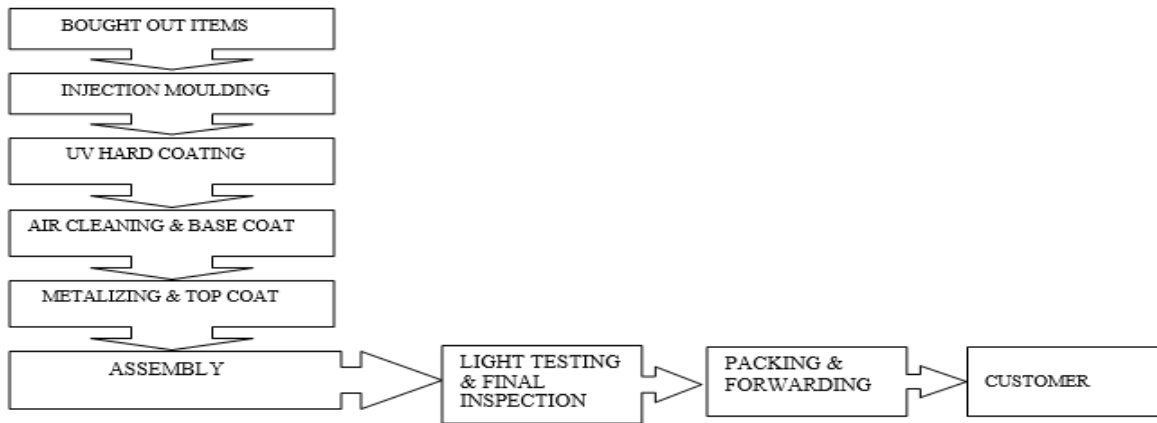 BOUGHT OUT ITEMS
INJECTION MOULDING
UV HARD COATING
AIR CLEANING & BASE COAT
METALIZING & TOP COAT
ASSEMBLY
LIGHT TESTING
& FINAL
INSPECTION
PACKING &
FORWARDING
CUSTOMER